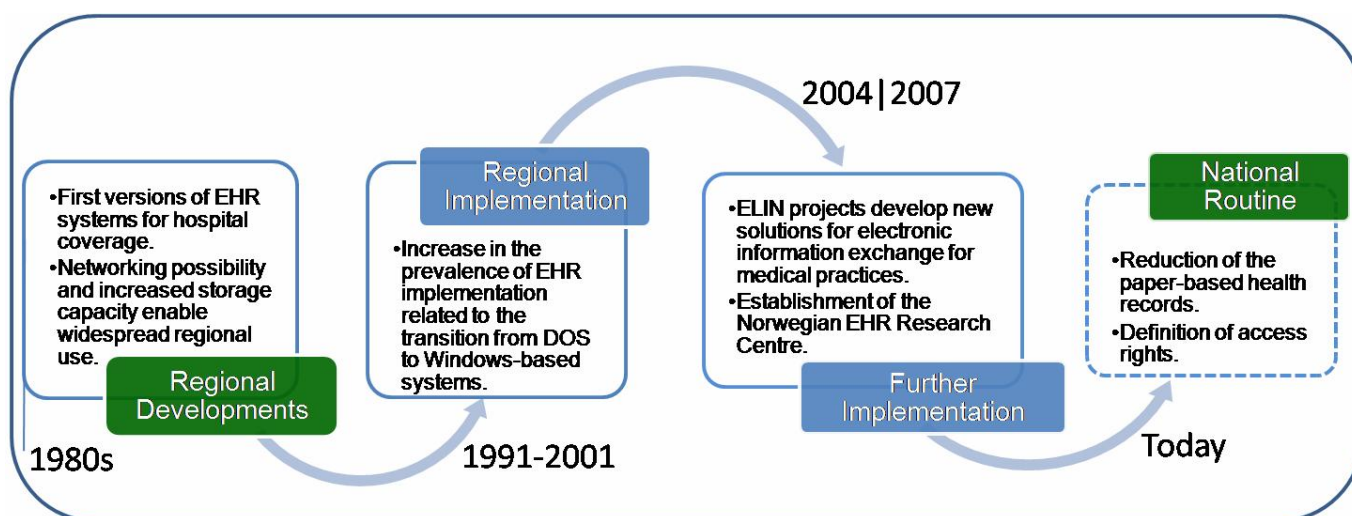 •First versions of EHR
systems for hospital
coverage.
•Networking possibility
and increased storage
capacity enable
widespread regional
use.
Regional
Developments
1980s
Regional
Implementation
•Increase in the
prevalence of EHR
implementation
related to the
transition from DOS
to Windows-based
systems.
1991-2001
2004|2007
•ELIN projects develop new
solutions for electronic
information exchange for
medical practices.
•Establishment of the
Norwegian EHR Research
Centre.
Further
Implementation
National
Routine
•Reduction of the
paper-based health
records.
•Definition of access
rights.
Today